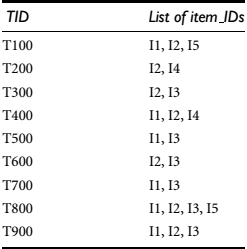 TID List of item_IDs
T100 I1, I2, I5
T200 I2, I4
T300 I2, I3
T400 I1, I2, I4
T500 I1, I3
T600 I2, I3
T700 I1, I3
T800 I1, I2, I3, I5
T900 I1, I2, I3